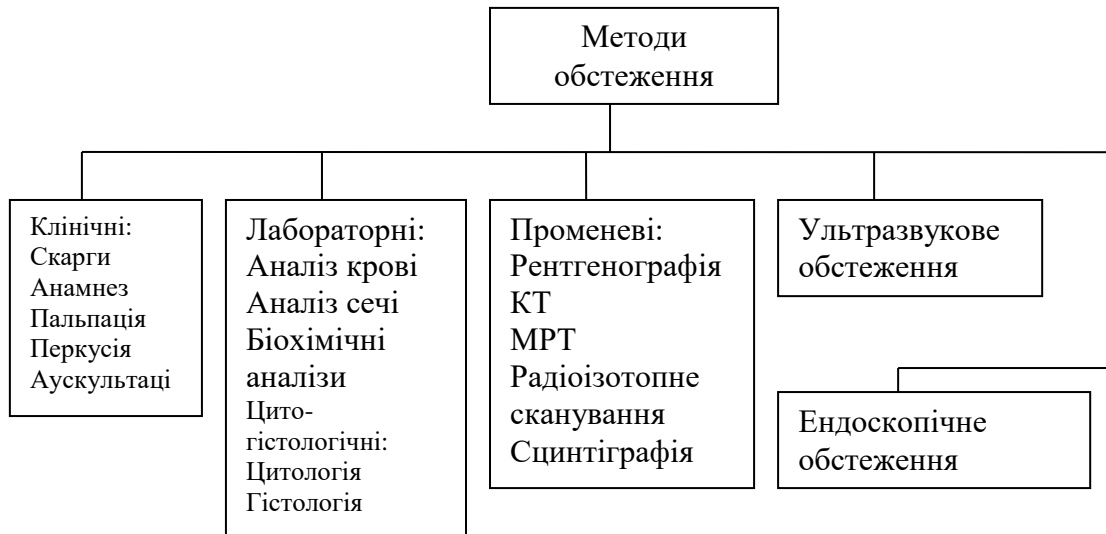 Методи
обстеження
Клінічні:
Скарги
Анамнез
Пальпація
Перкусія
Аускультаці
Лабораторні:
Аналіз крові
Аналіз сечі
Біохімічні
аналізи
Цито-
гістологічні:
Цитологія
Гістологія
Променеві:
Рентгенографія
КТ
МРТ
Радіоізотопне
сканування
Сцинтіграфія
Ультразвукове
обстеження
Ендоскопічне
обстеження